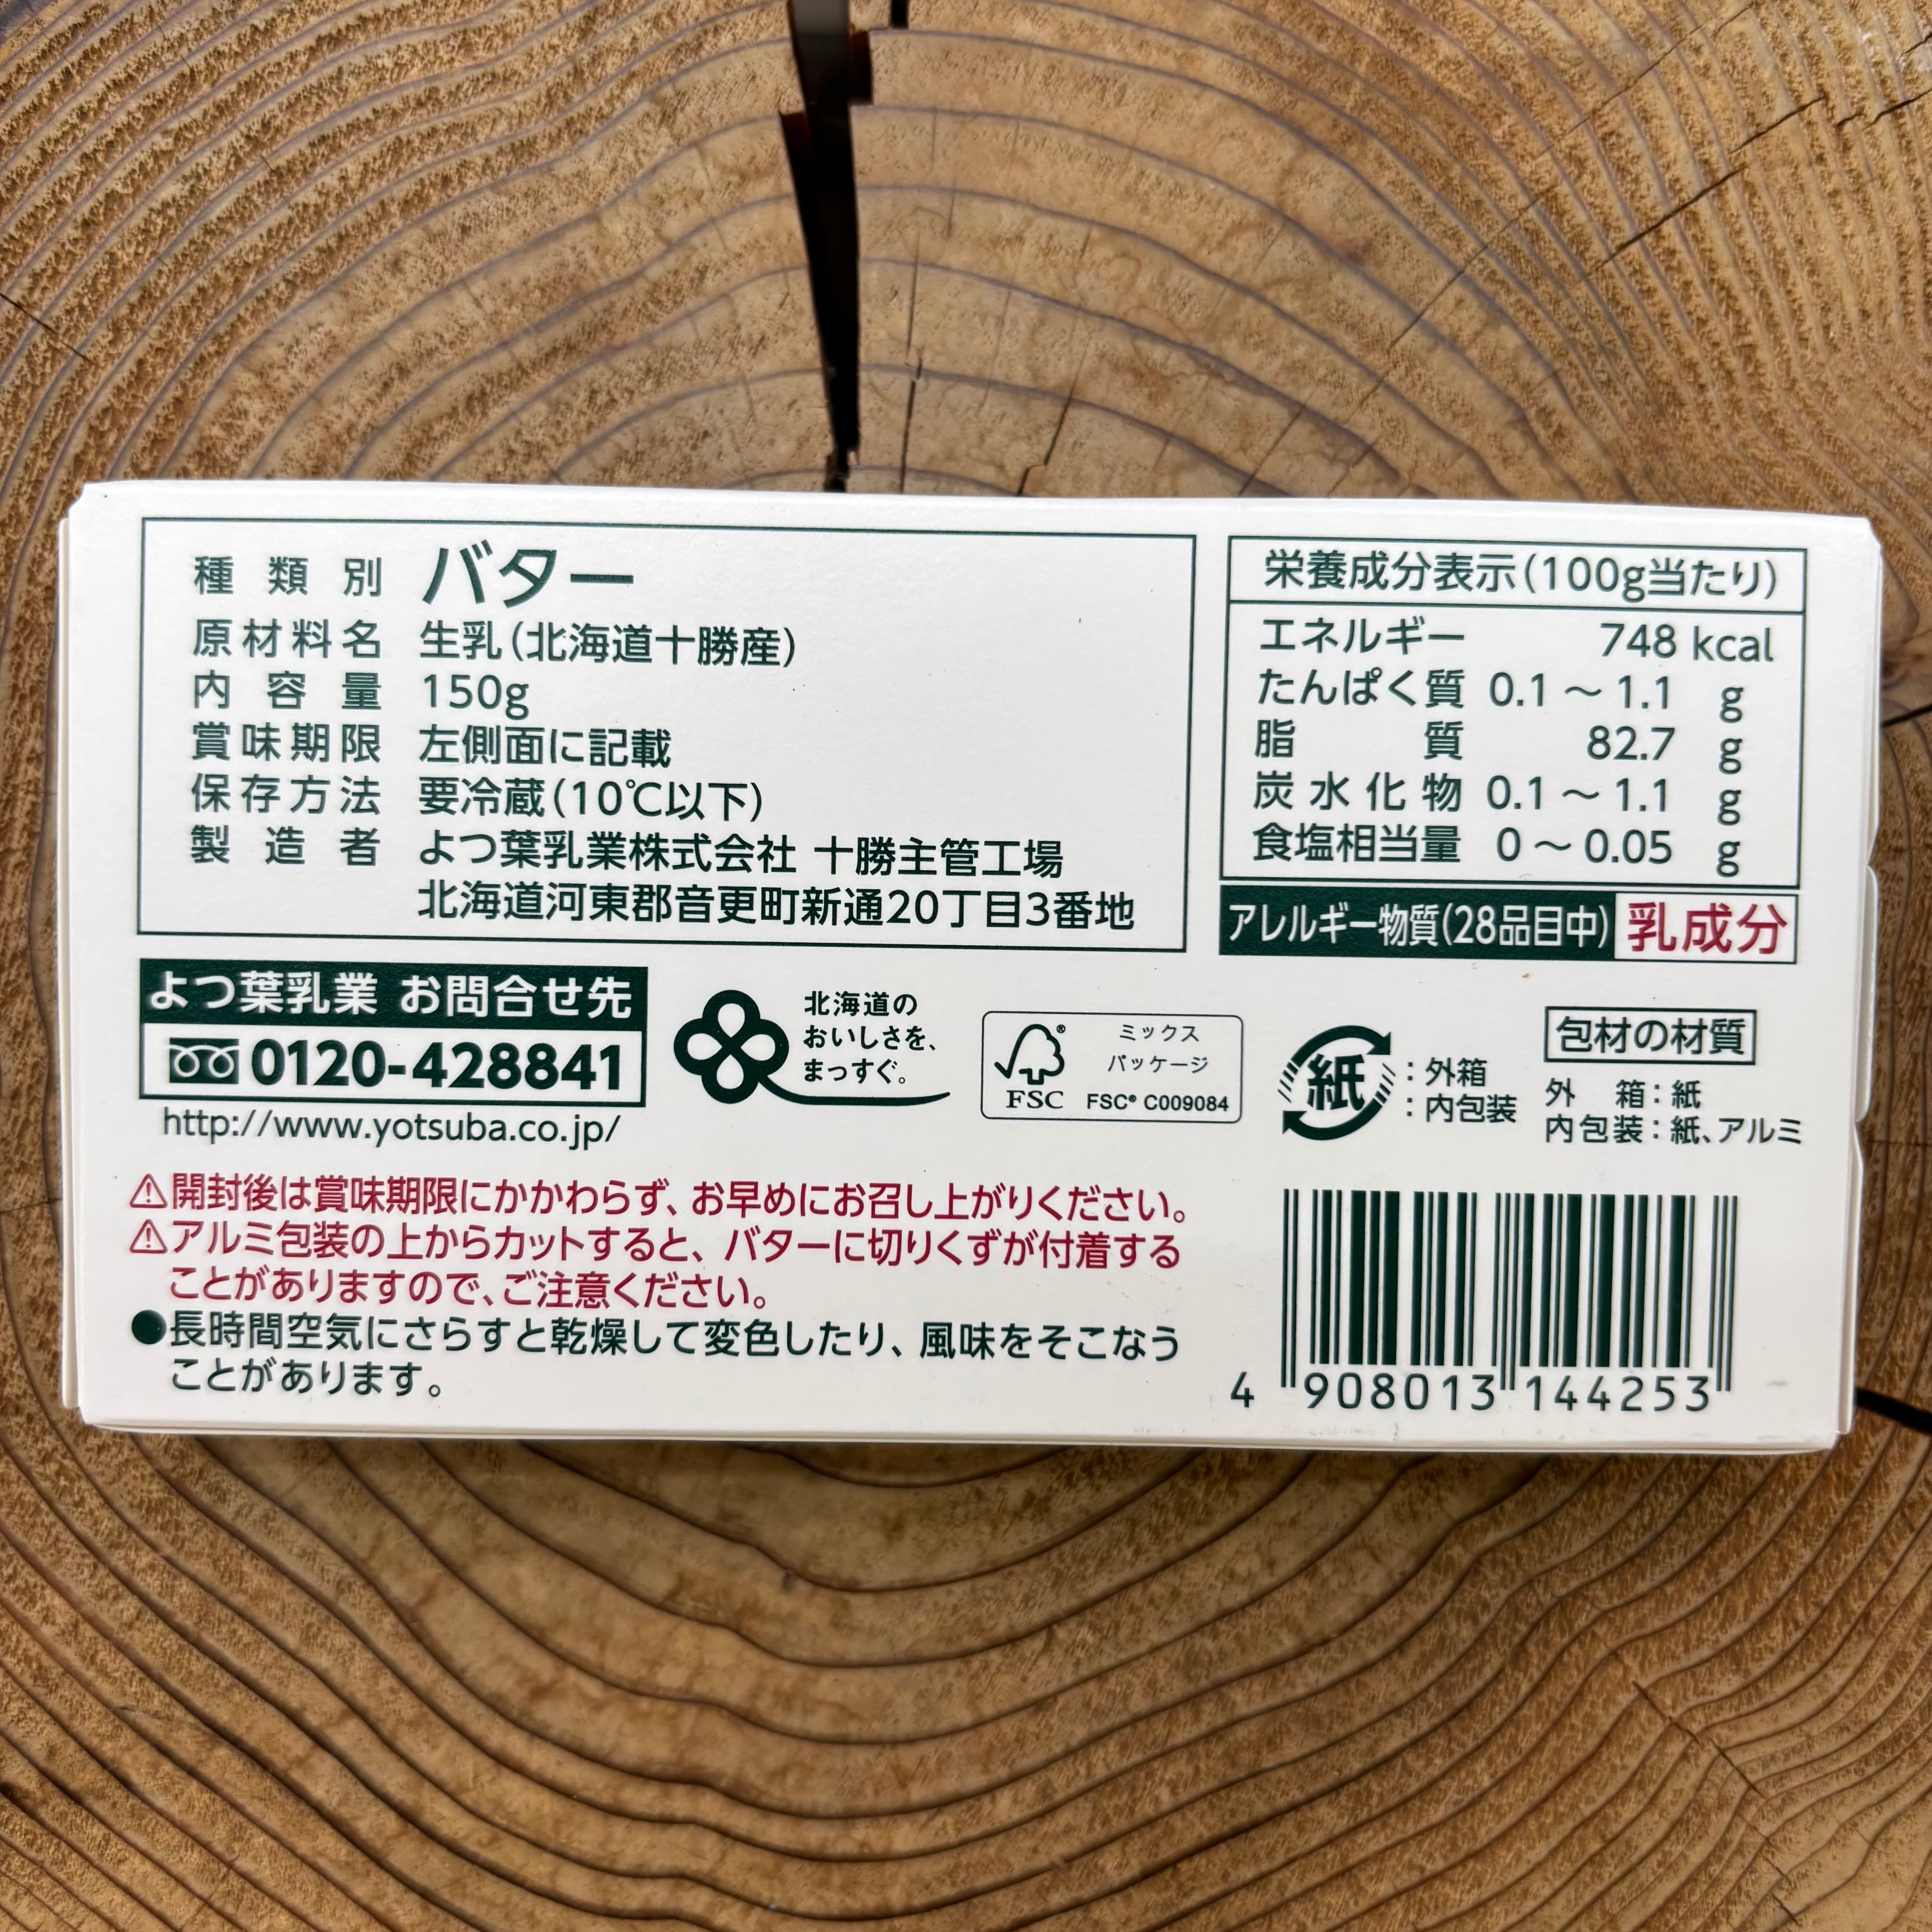 種類別 バター
原材料名 生乳(北海道十勝産)
内容量 150g
賞味期限 左側面に記載
保存方法 要冷蔵(10℃以下)
製造者 よつ葉乳業株式会社 十勝主管工場
北海道河東郡音更町新通20丁目3番地
栄養成分表示(100g当たり)
エネルギー 748 kcal
たんぱく質 0.1～1.1 g
脂質 82.7 g
炭水化物 0.1～1.1 g
食塩相当量 0～0.05 g
アレルギー物質(28品目中) 乳成分
よつ葉乳業 お問合せ先
0120-428841
http://www.yotsuba.co.jp/
北海道の
おいしさを、
まっすぐ。
ミックス
パッケージ
FSC® C009084
FSC
紙
：外箱
：内包装
包材の材質
外箱：紙
内包装：紙、アルミ
⚠開封後は賞味期限にかかわらず、お早めにお召し上がりください。
⚠アルミ包装の上からカットすると、バターに切りくずが付着する
ことがありますので、ご注意ください。
●長時間空気にさらすと乾燥して変色したり、風味をそこなう
ことがあります。
4 908013 144253